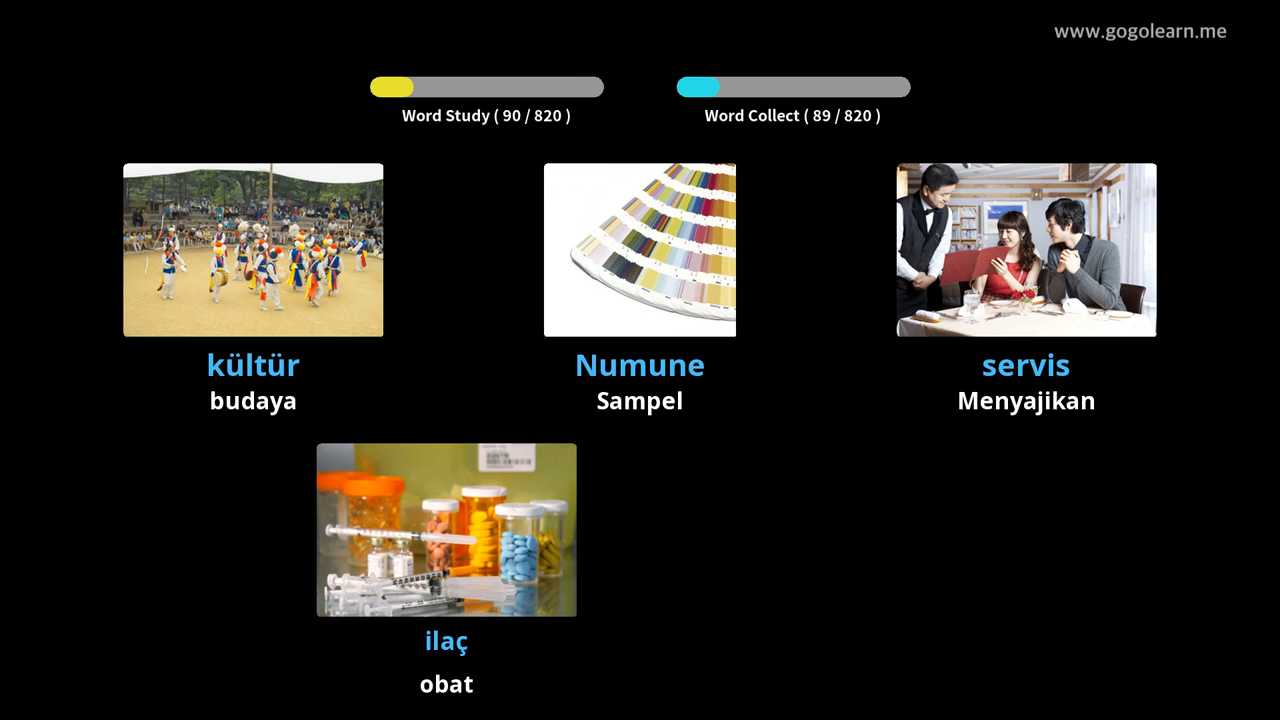 www.gogolearn.me
Word Study ( 90 / 820 )
Word Collect ( 89 / 820 )
kültür
budaya
Numune
Sampel
servis
Menyajikan
ilaç
obat